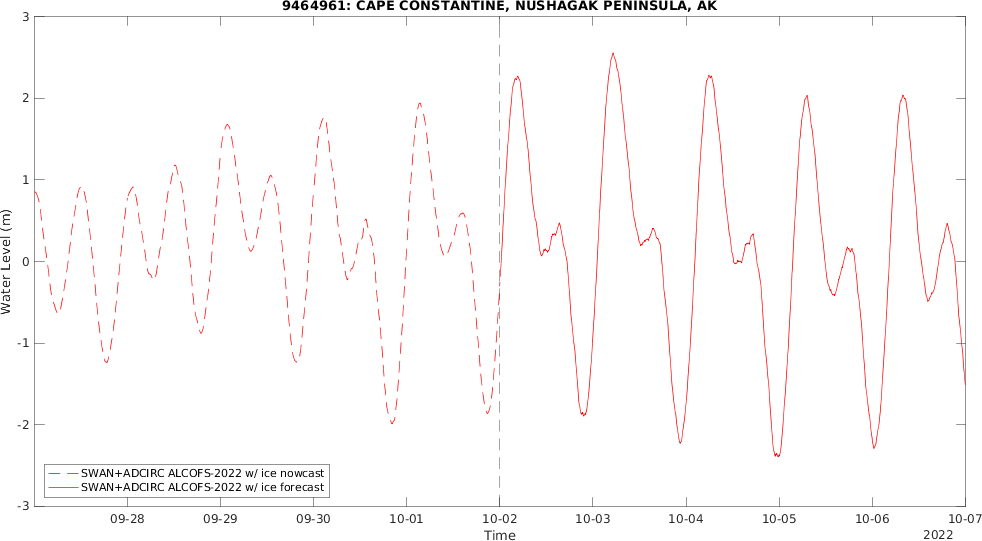 9464961: CAPE CONSTANTINE, NUSHAGAK PENINSULA, AK
3
2
1
0
-1
-2
-3
Water Level (m)
SWAN+ADCIRC ALCOFS-2022 w/ ice nowcast
SWAN+ADCIRC ALCOFS-2022 w/ ice forecast
09-28 09-29 09-30 10-01 10-02 10-03 10-04 10-05 10-06 10-07
Time
2022